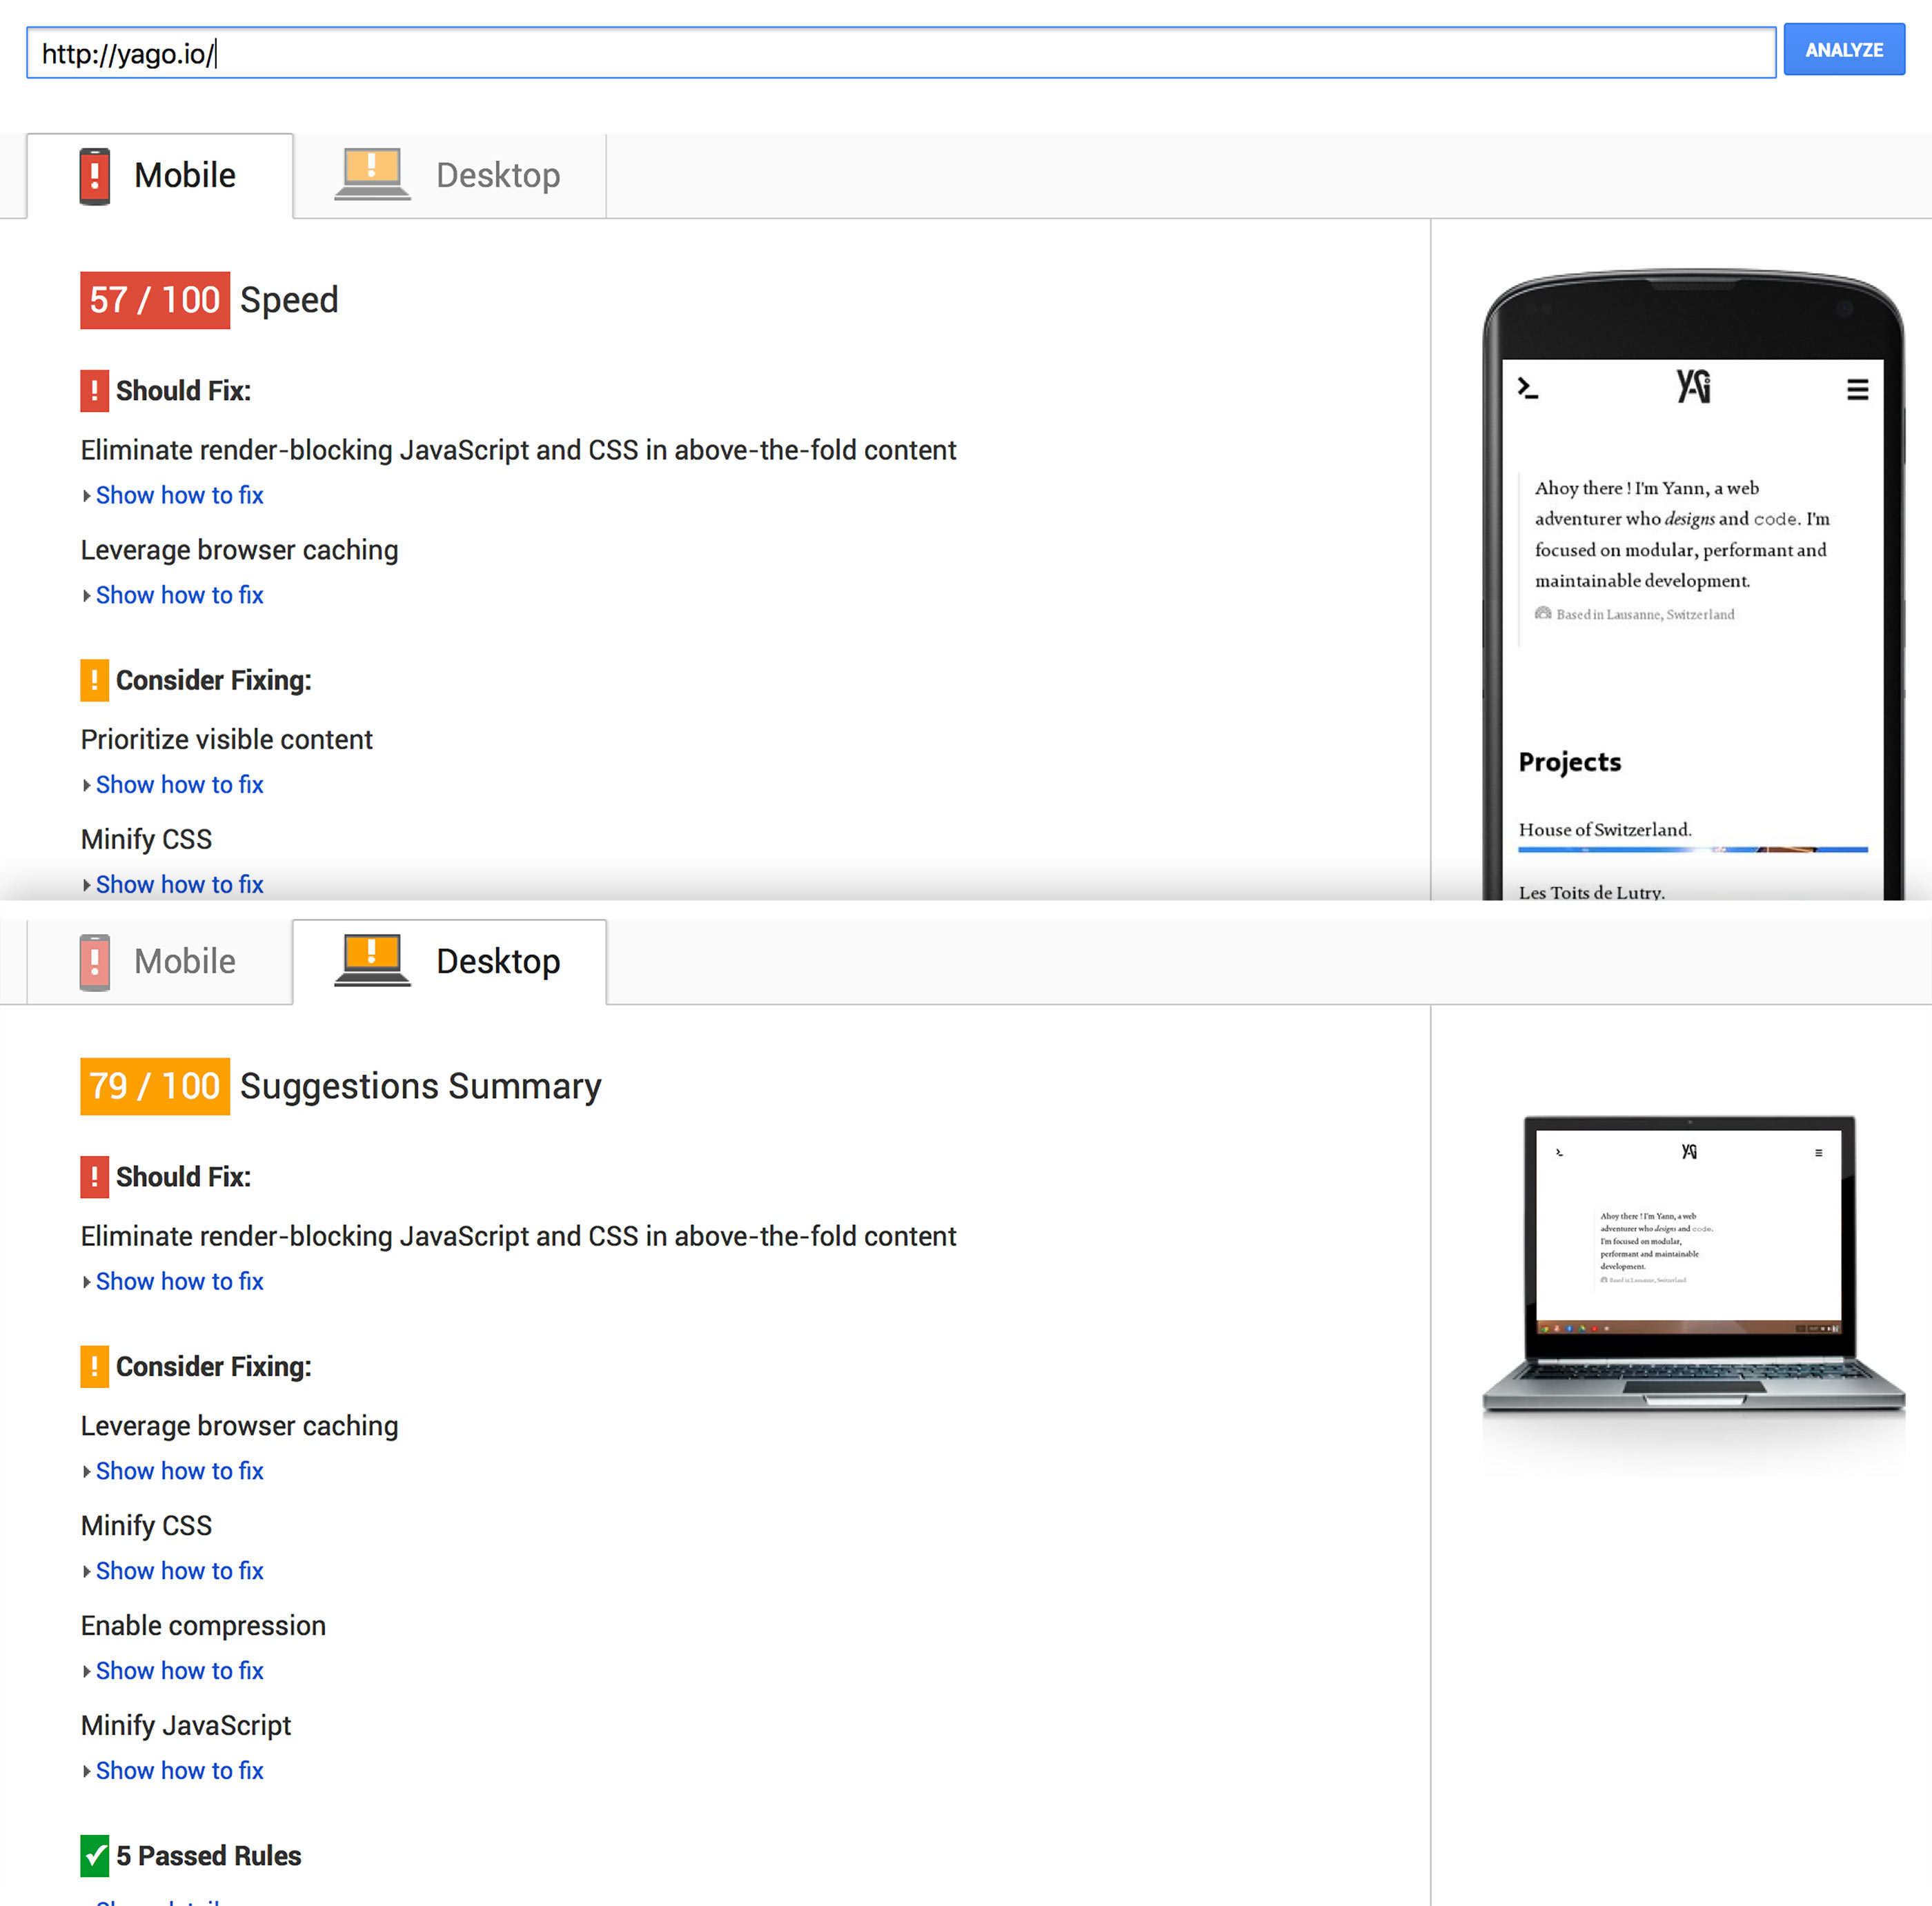 http://yago.io/
ANALYZE
Mobile
Desktop
57 / 100 Speed
! Should Fix:
Eliminate render-blocking JavaScript and CSS in above-the-fold content
Show how to fix
Leverage browser caching
Show how to fix
! Consider Fixing:
Prioritize visible content
Show how to fix
Minify CSS
Show how to fix
YAGO
Ahoy there ! I'm Yann, a web
adventurer who designs and code. I'm
focused on modular, performant and
maintainable development.
Based in Lausanne, Switzerland
Projects
House of Switzerland.
Les Toits de Lutry.
Mobile
Desktop
79 / 100 Suggestions Summary
! Should Fix:
Eliminate render-blocking JavaScript and CSS in above-the-fold content
Show how to fix
! Consider Fixing:
Leverage browser caching
Show how to fix
Minify CSS
Show how to fix
Enable compression
Show how to fix
Minify JavaScript
Show how to fix
5 Passed Rules
Ahoy there ! I'm Yann, a web
adventurer who designs and code.
I'm focused on modular,
performant and maintainable
development.
Based in Lausanne, Switzerland